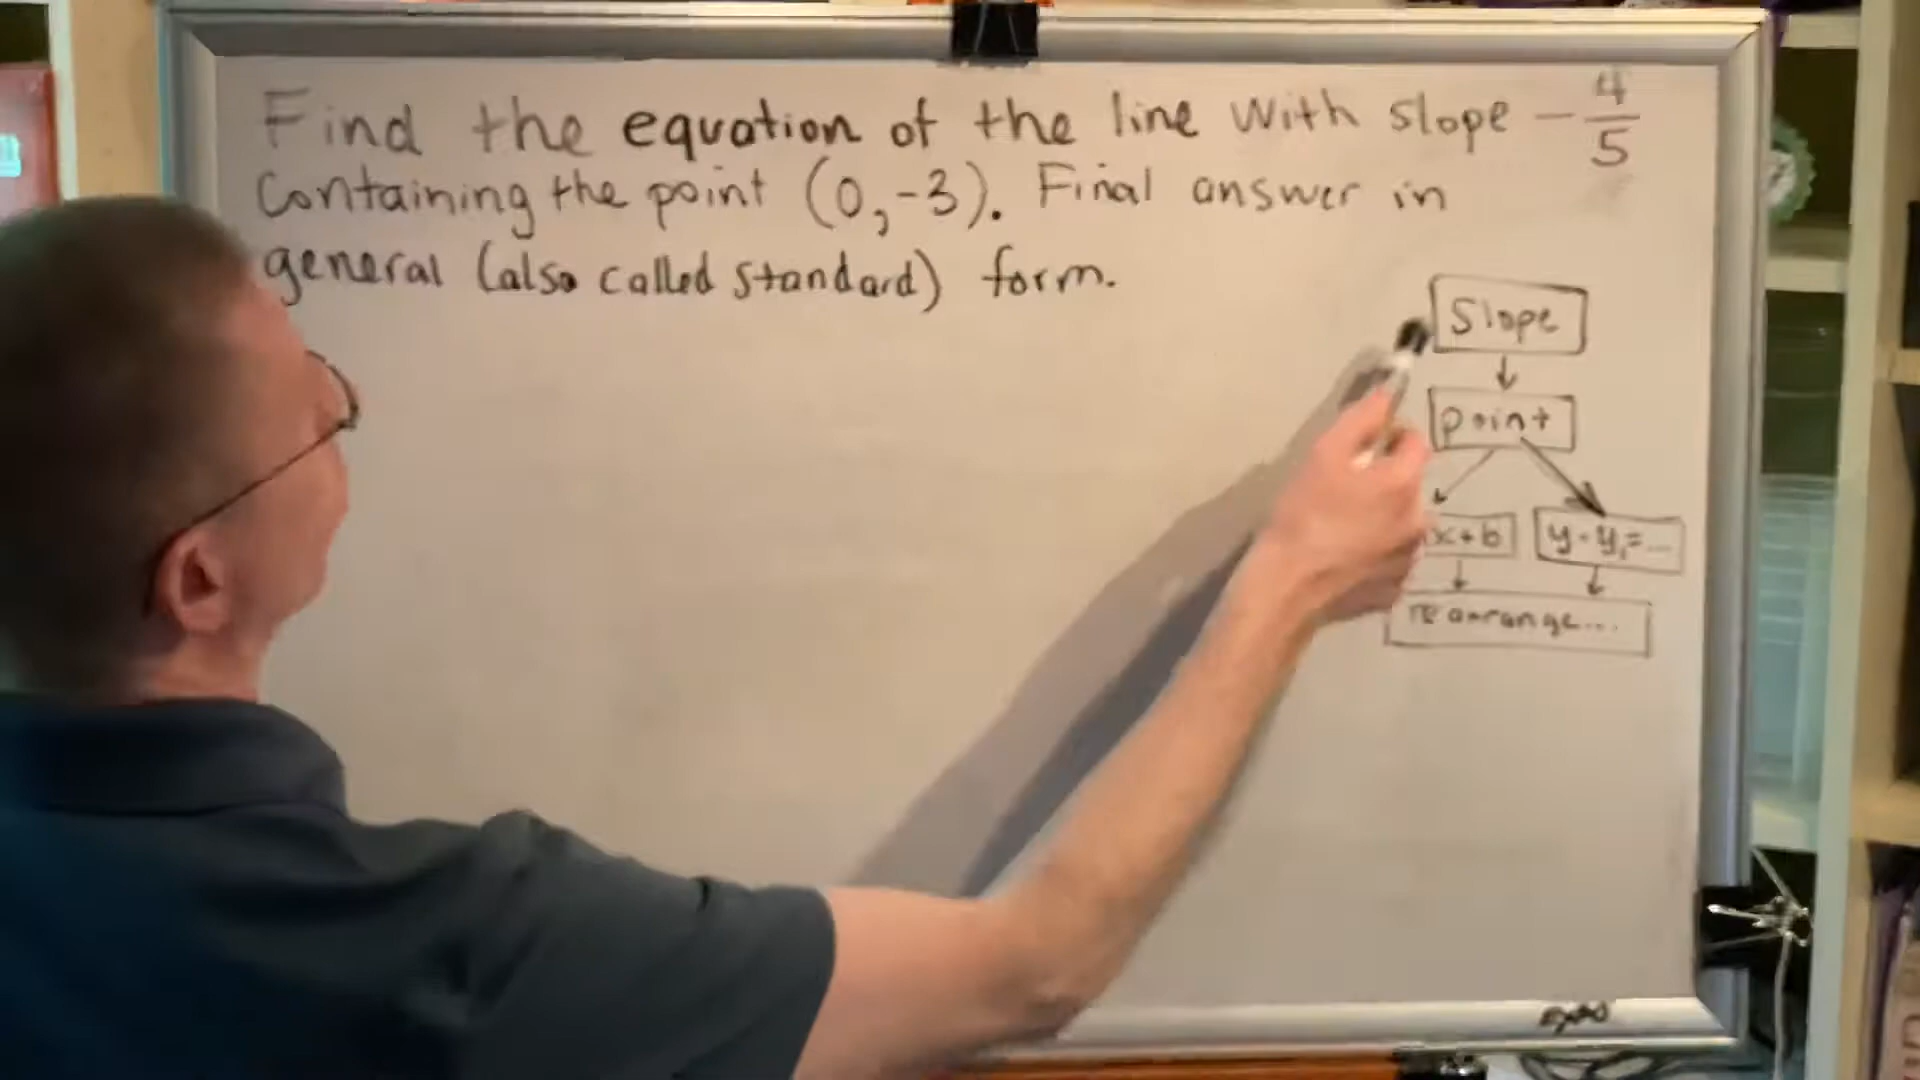 Find the equation of the line with slope - 4/5
containing the point (0,-3). Final answer in
general (also called standard) form.
Slope
point
x+b
y-y₁=...
rearrange...